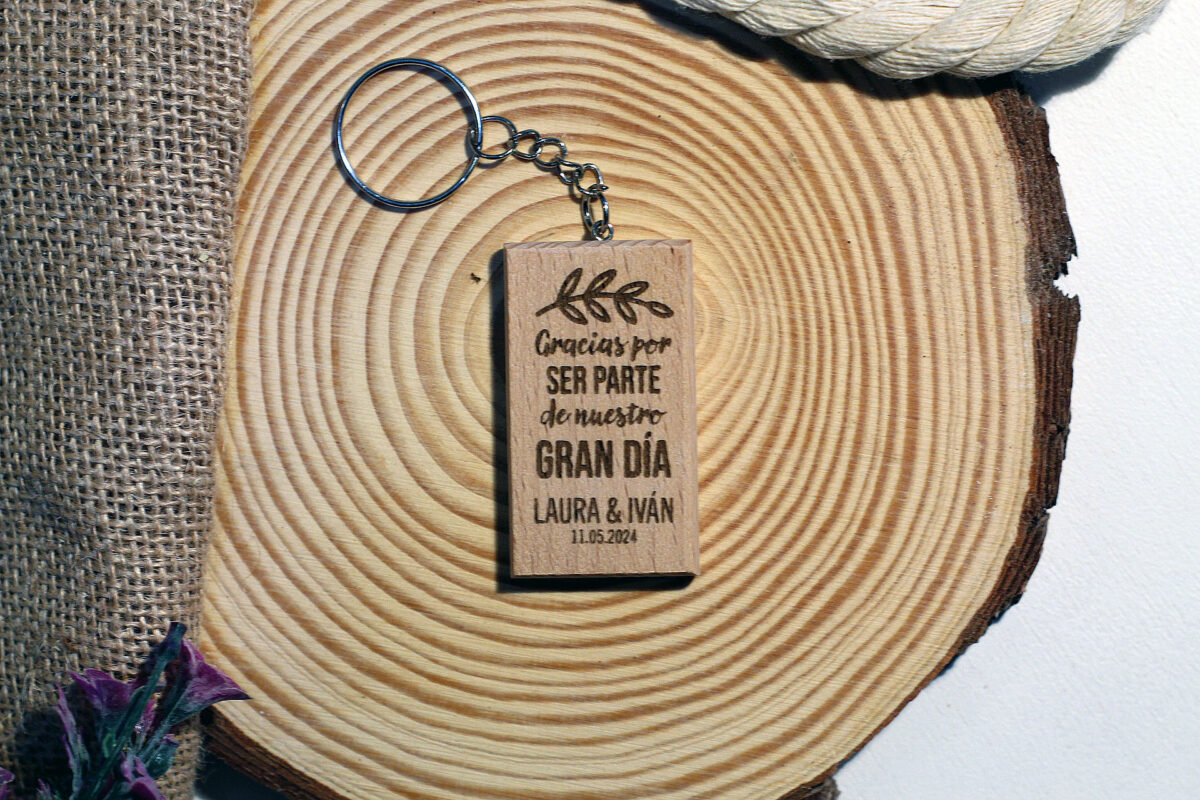 Gracias por
SER PARTE
de nuestro
GRAN DÍA
LAURA & IVÁN
11.05.2024